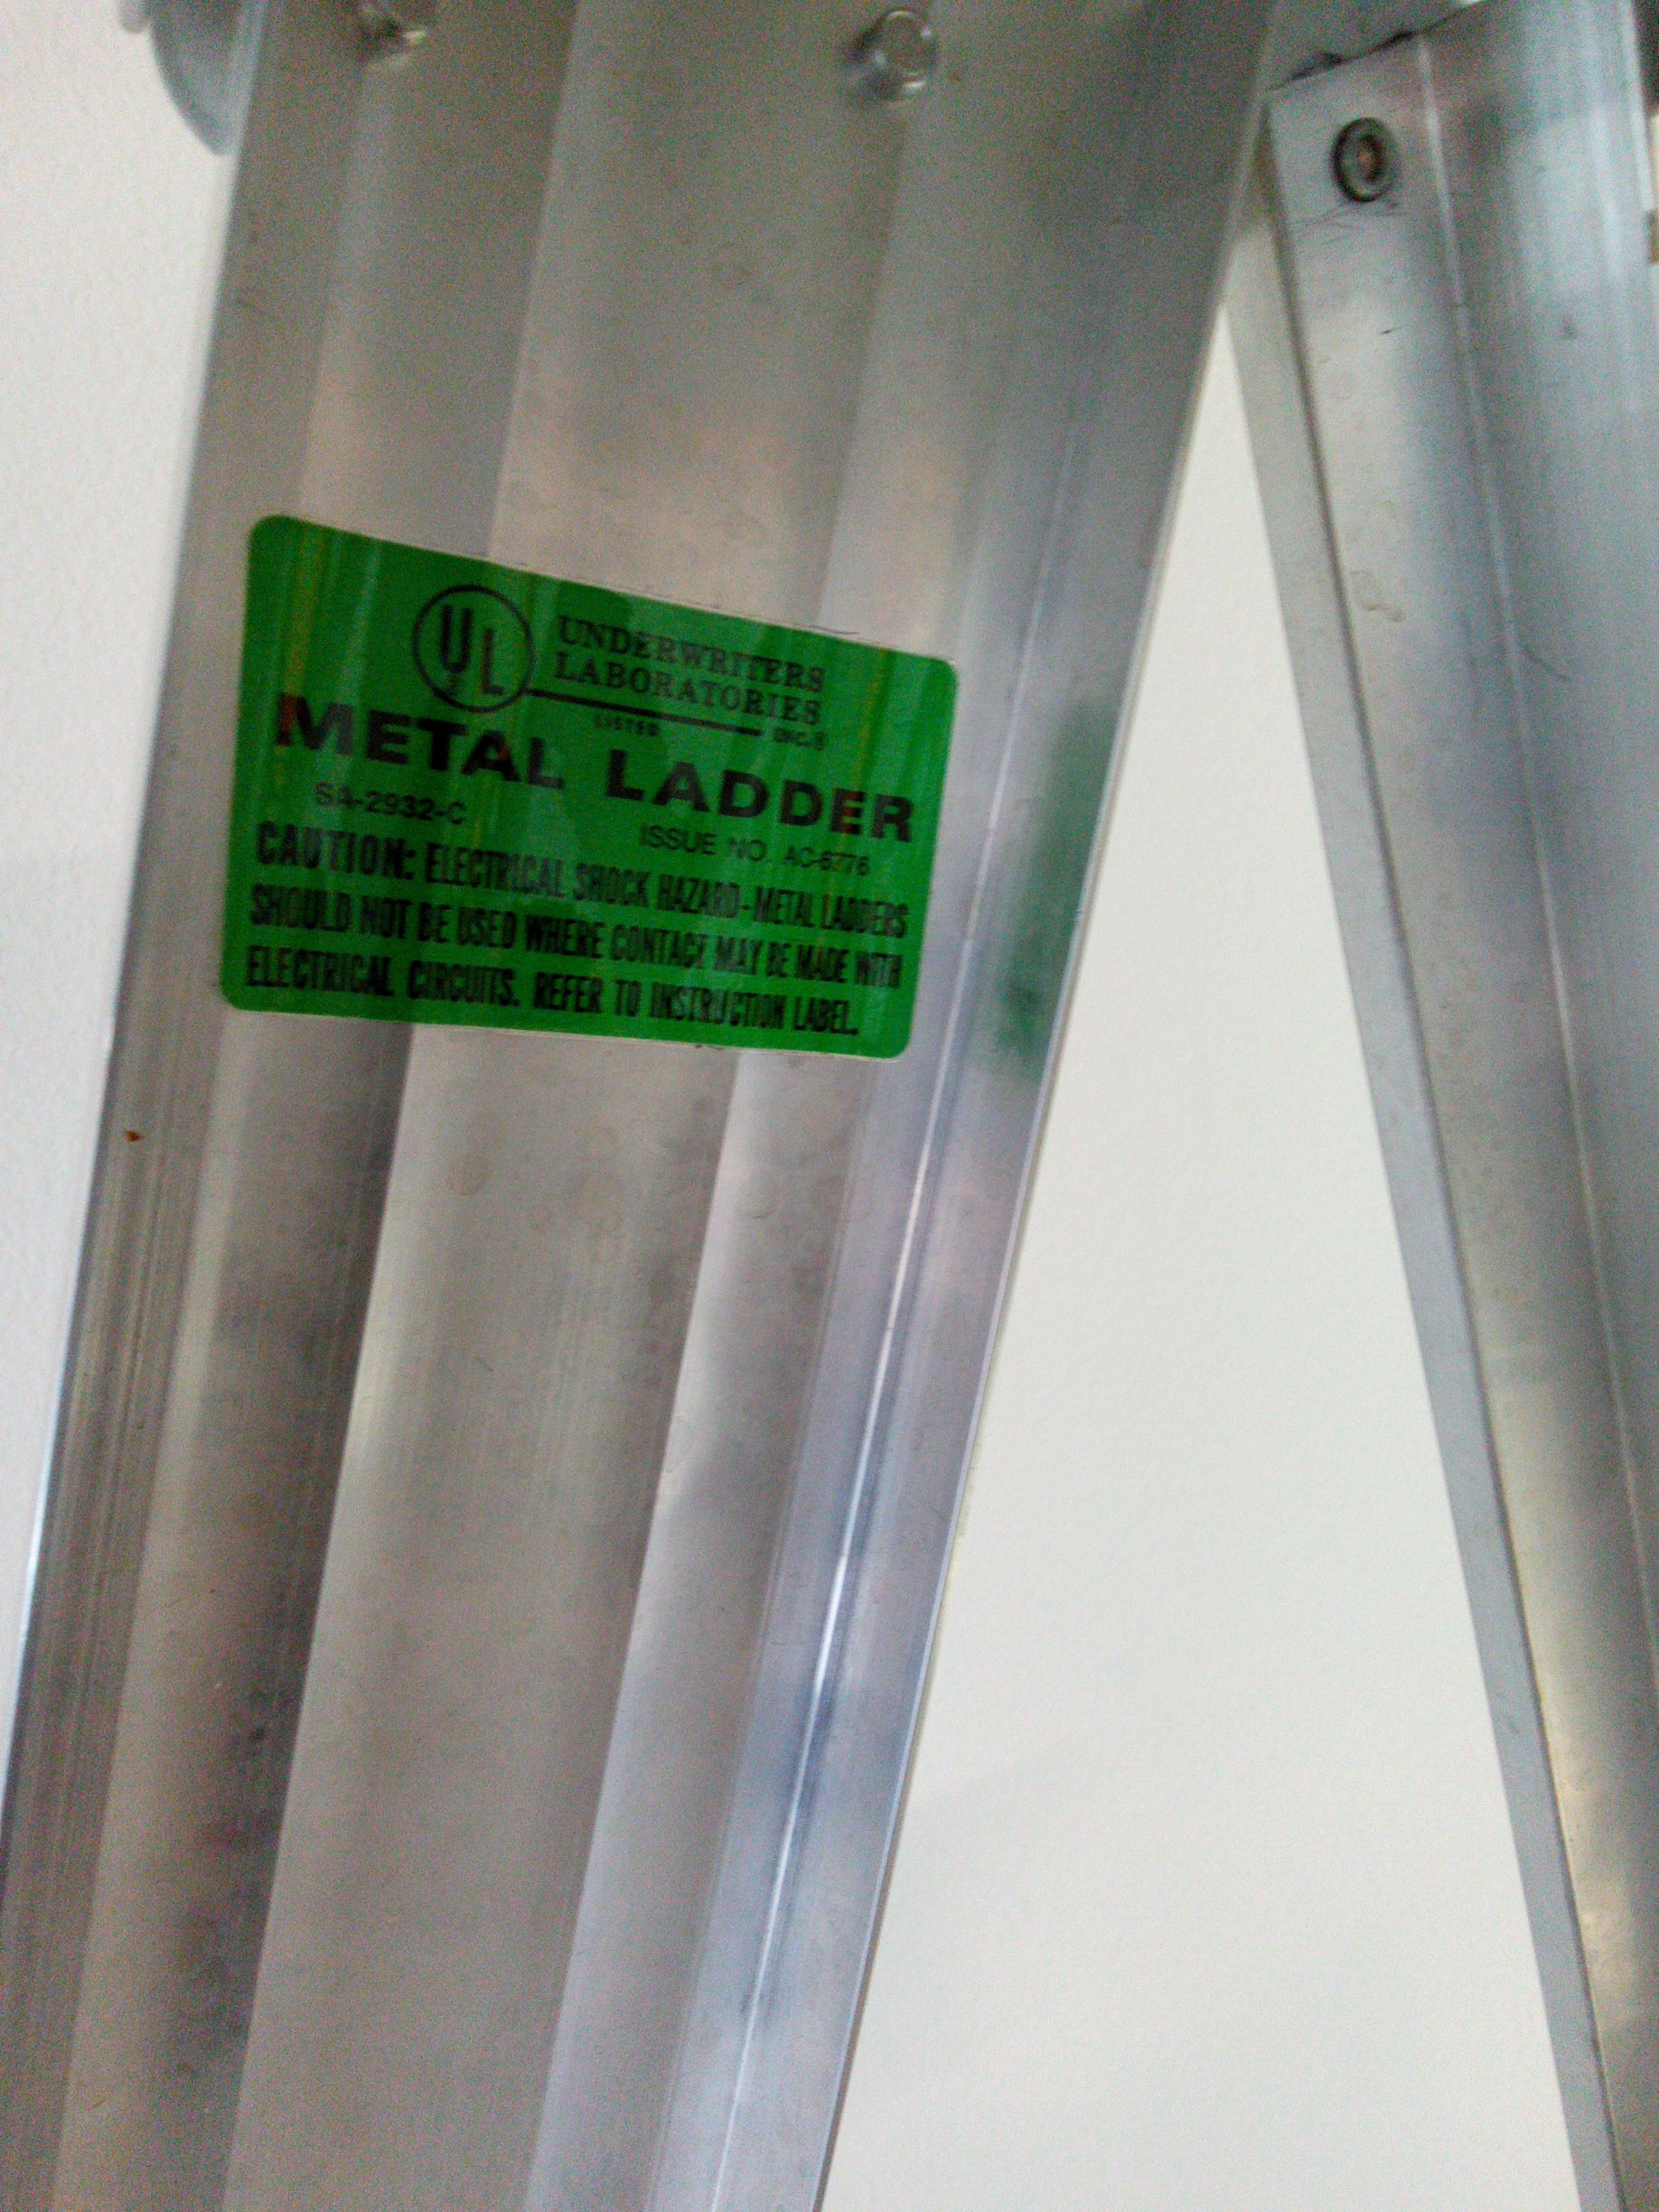 UL
UNDERWRITERS
LABORATORIES
LISTED INC.®
METAL LADDER
SA-2932-C ISSUE NO. AC-6276
CAUTION: ELECTRICAL SHOCK HAZARD-METAL LADDERS
SHOULD NOT BE USED WHERE CONTACT MAY BE MADE WITH
ELECTRICAL CIRCUITS. REFER TO INSTRUCTION LABEL.